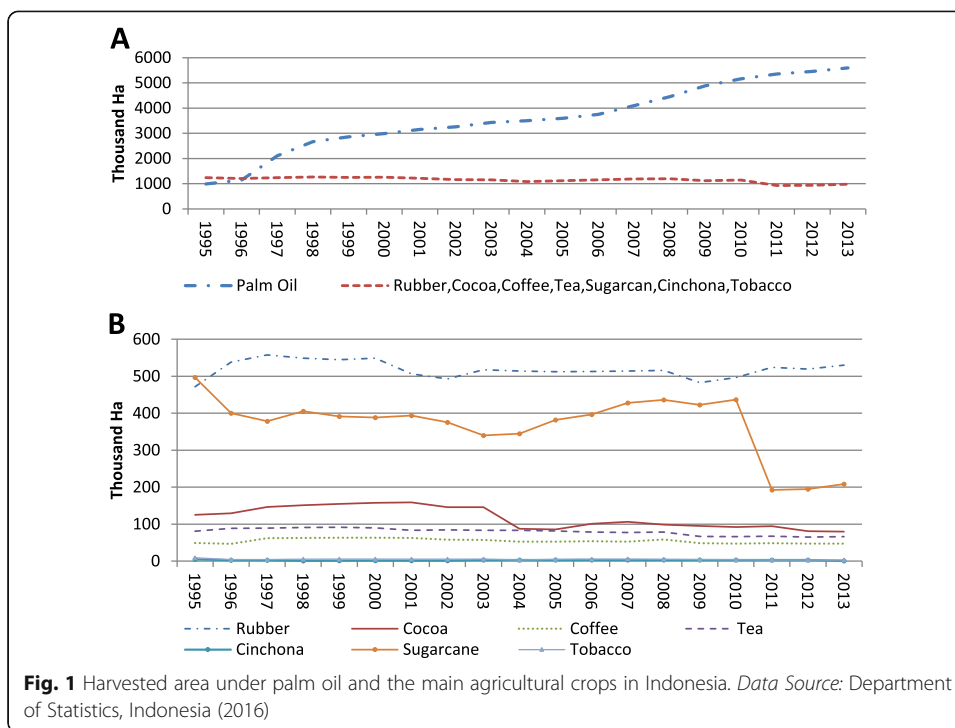 A
Thousand Ha
6000
5000
4000
3000
2000
1000
0
1995 1996 1997 1998 1999 2000 2001 2002 2003 2004 2005 2006 2007 2008 2009 2010 2011 2012 2013
Palm Oil Rubber,Cocoa,Coffee,Tea,Sugarcan,Cinchona,Tobacco
B
Thousand Ha
600
500
400
300
200
100
0
1995 1996 1997 1998 1999 2000 2001 2002 2003 2004 2005 2006 2007 2008 2009 2010 2011 2012 2013
Rubber Cocoa Coffee Tea
Cinchona Sugarcane Tobacco
Fig. 1 Harvested area under palm oil and the main agricultural crops in Indonesia. Data Source: Department
of Statistics, Indonesia (2016)